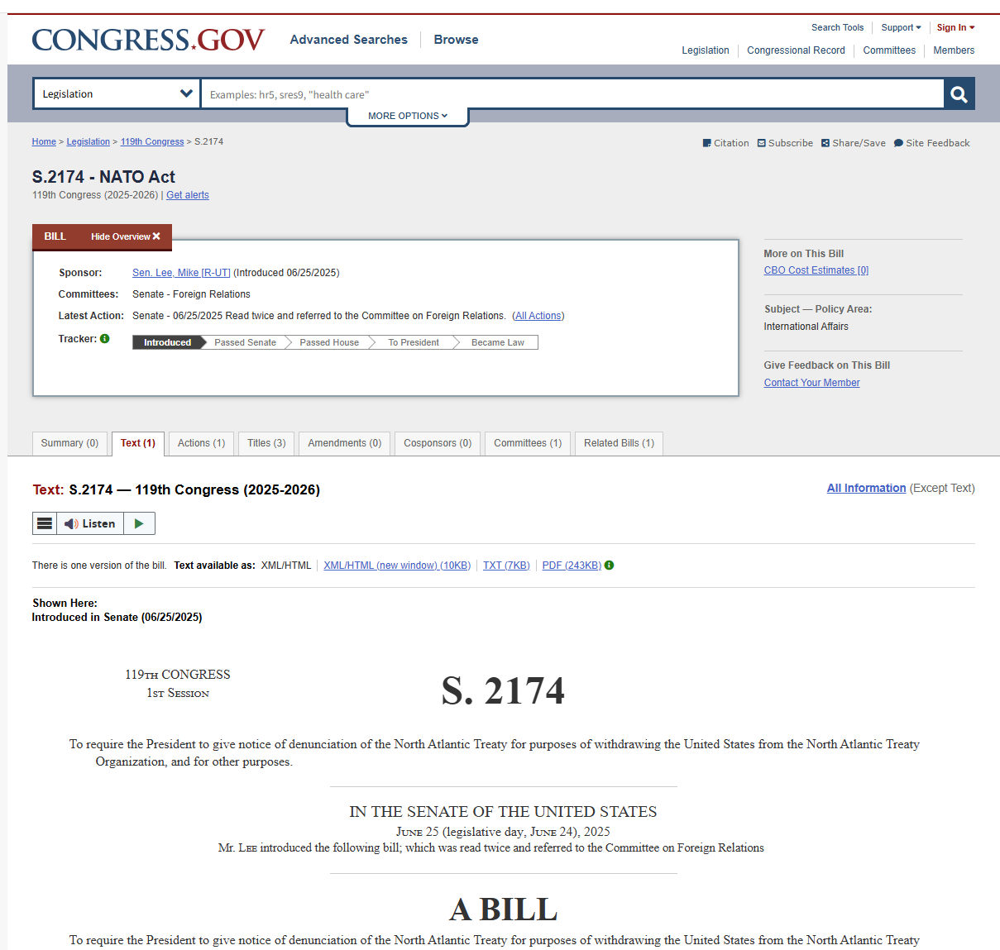 CONGRESS.GOV
Advanced Searches
Browse
Search Tools
Support
Sign In
Legislation
Congressional Record
Committees
Members
Legislation
Examples: hr5, sres9, "health care"
MORE OPTIONS
Home > Legislation > 119th Congress > S.2174
Citation
Subscribe
Share/Save
Site Feedback
S.2174 - NATO Act
119th Congress (2025-2026) | Get alerts
BILL
Hide Overview
Sponsor: Sen. Lee, Mike [R-UT] (Introduced 06/25/2025)
Committees: Senate - Foreign Relations
Latest Action: Senate - 06/25/2025 Read twice and referred to the Committee on Foreign Relations. (All Actions)
Tracker: Introduced Passed Senate Passed House To President Became Law
More on This Bill
CBO Cost Estimates [0]
Subject — Policy Area:
International Affairs
Give Feedback on This Bill
Contact Your Member
Summary (0)
Text (1)
Actions (1)
Titles (3)
Amendments (0)
Cosponsors (0)
Committees (1)
Related Bills (1)
Text: S.2174 — 119th Congress (2025-2026)
All Information (Except Text)
Listen
There is one version of the bill. Text available as: XML/HTML XML/HTML (new window) (10KB) TXT (7KB) PDF (243KB)
Shown Here:
Introduced in Senate (06/25/2025)
119TH CONGRESS
1ST SESSION
S. 2174
To require the President to give notice of denunciation of the North Atlantic Treaty for purposes of withdrawing the United States from the North Atlantic Treaty
Organization, and for other purposes.
IN THE SENATE OF THE UNITED STATES
JUNE 25 (legislative day, JUNE 24), 2025
Mr. LEE introduced the following bill; which was read twice and referred to the Committee on Foreign Relations
A BILL
To require the President to give notice of denunciation of the North Atlantic Treaty for purposes of withdrawing the United States from the North Atlantic Treaty